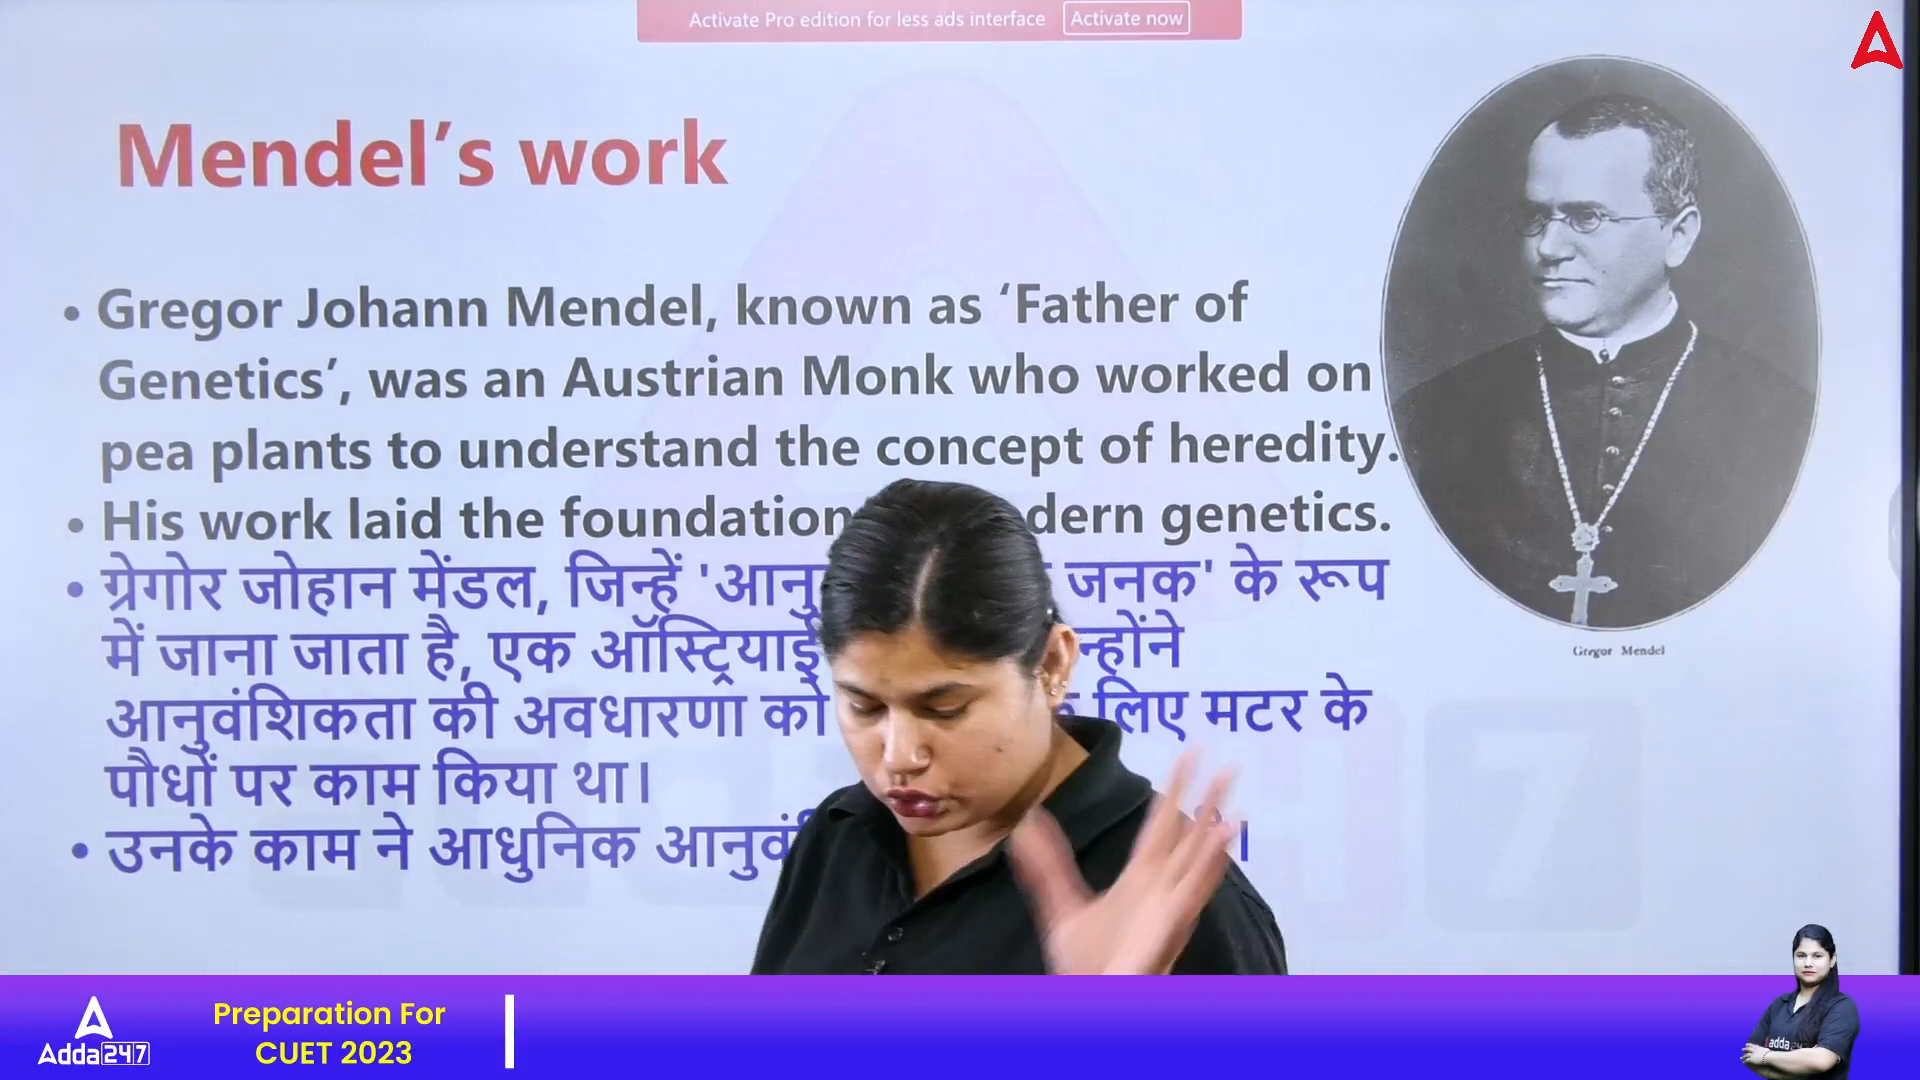 Activate Pro edition for less ads interface Activate now
Mendel's work
• Gregor Johann Mendel, known as ‘Father of
Genetics’, was an Austrian Monk who worked on
pea plants to understand the concept of heredity.
• His work laid the foundation dern genetics.
• ग्रेगोर जोहान मेंडल, जिन्हें 'आनु जनक' के रूप
में जाना जाता है, एक ऑस्ट्रियाई न्होंने
आनुवंशिकता की अवधारणा को लिए मटर के
पौधों पर काम किया था।
• उनके काम ने आधुनिक आनुवं
Gregor Mendel
Adda247
Preparation For
CUET 2023
adda247